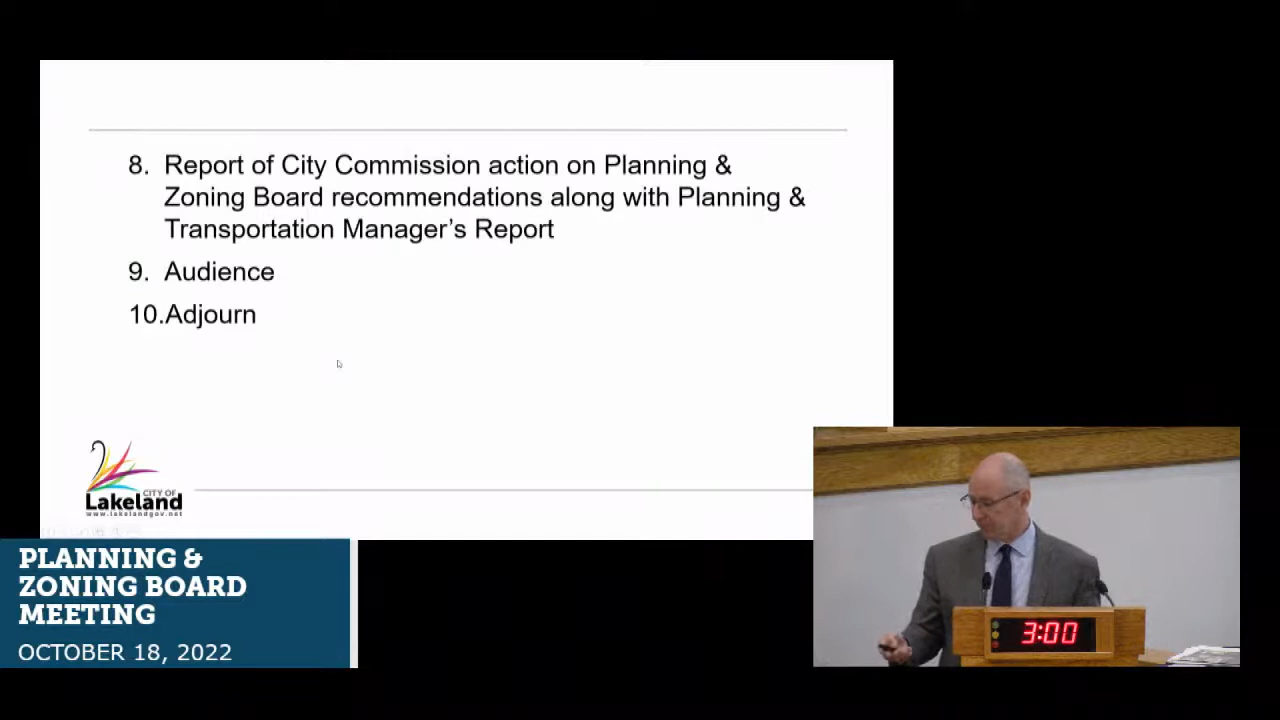 8. Report of City Commission action on Planning &
Zoning Board recommendations along with Planning &
Transportation Manager’s Report
9. Audience
10.Adjourn
CITY OF
Lakeland
www.lakelandgov.net
PLANNING &
ZONING BOARD
MEETING
OCTOBER 18, 2022
3:00